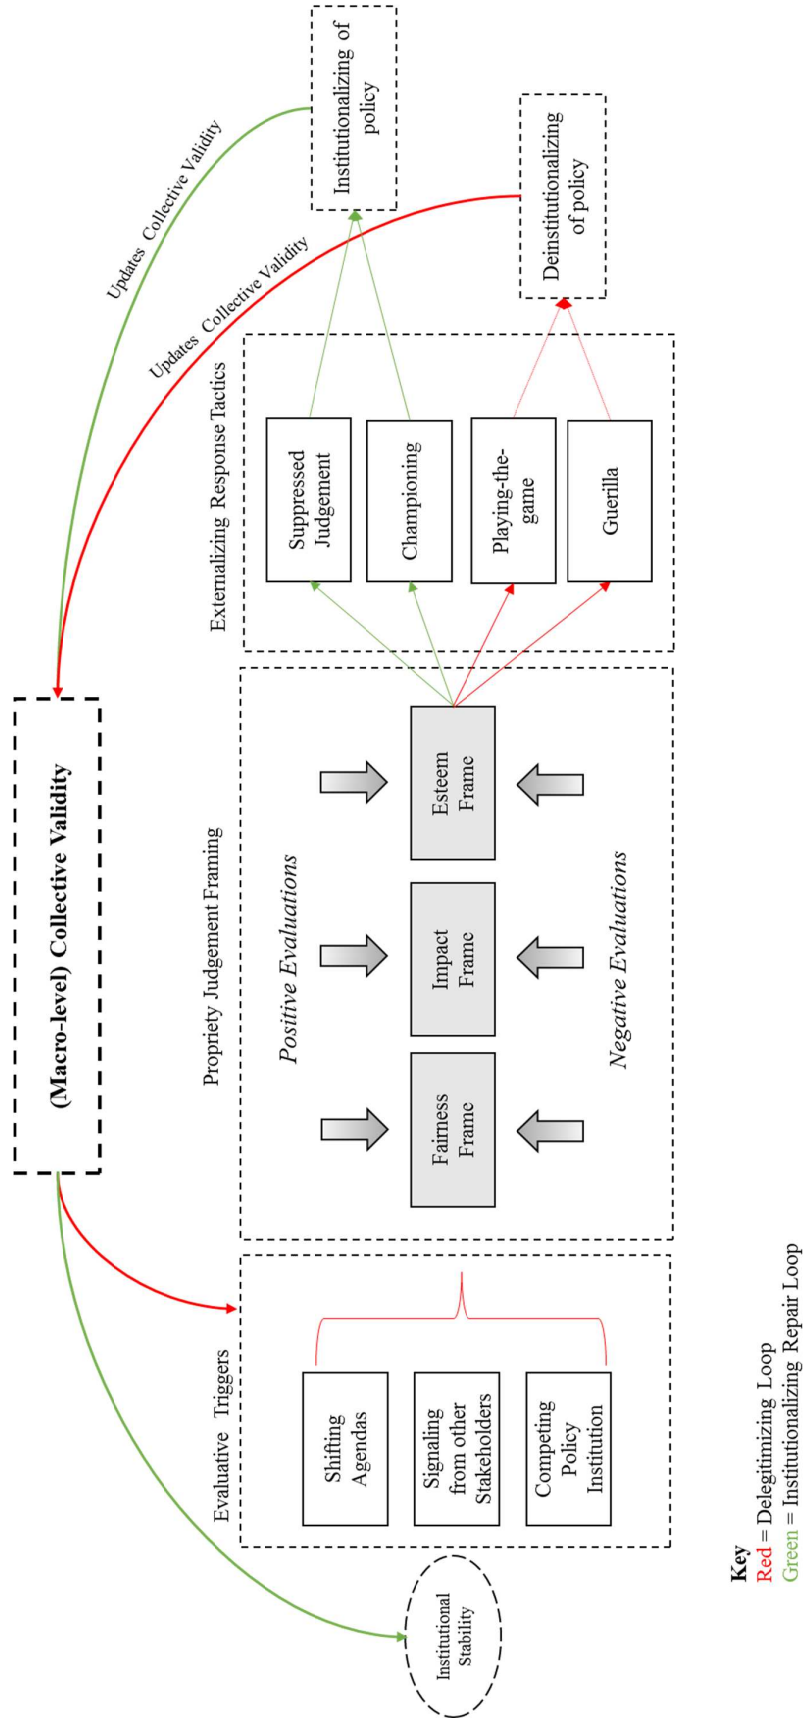 (Macro-level) Collective Validity
Updates Collective Validity
Updates Collective Validity
Evaluative Triggers
Propriety Judgement Framing
Externalizing Response Tactics
Institutional
Stability
Shifting
Agendas
Signaling
from other
Stakeholders
Competing
Policy
Institution
Positive Evaluations
Fairness
Frame
Impact
Frame
Esteem
Frame
Negative Evaluations
Suppressed
Judgement
Championing
Playing-the-
game
Guerilla
Institutionalizing of
policy
Deinstitutionalizing
of policy
Key
Red = Delegitimizing Loop
Green = Institutionalizing Repair Loop